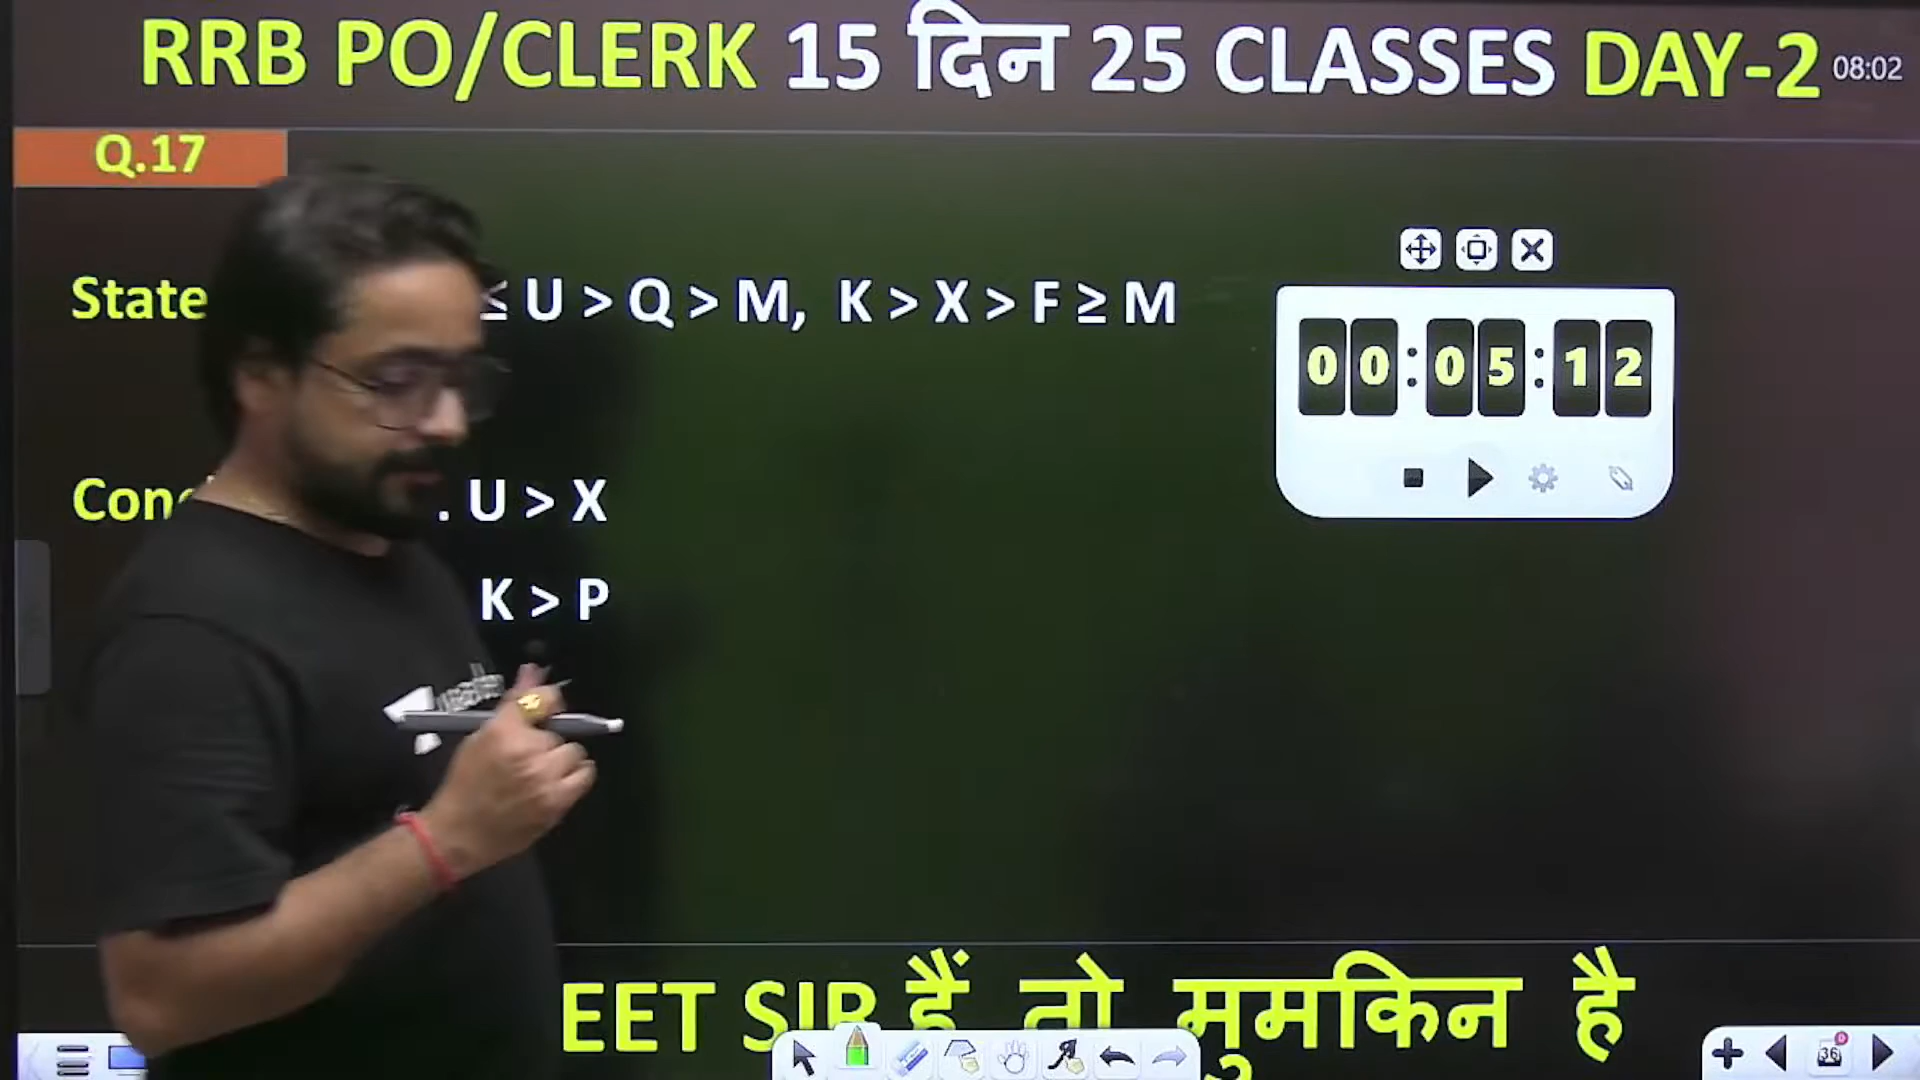 RRB PO/CLERK 15 दिन 25 CLASSES DAY-2 08:02
Q.17
State ≤ U > Q > M, K > X > F ≥ M
00:05:12
Con . U > X
K > P
EET SIR हैं तो मुमकिन है
36